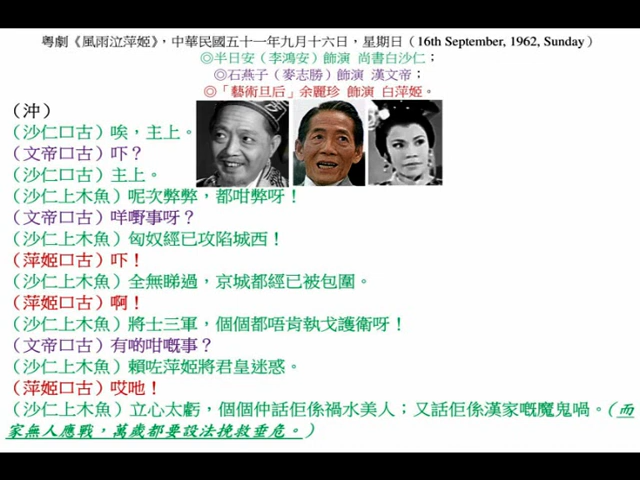 粵劇《風雨泣萍姬》，中華民國五十一年九月十六日，星期日（16th September, 1962, Sunday）
◎半日安（李鴻安）飾演 尚書白沙仁；
◎石燕子（麥志勝）飾演 漢文帝；
◎「藝術旦后」余麗珍 飾演 白萍姬。
（沖）
（沙仁口古）唉，主上。
（文帝口古）吓？
（沙仁口古）主上。
（沙仁上木魚）呢次弊弊，都咁弊呀！
（文帝口古）咩嘢事呀？
（沙仁上木魚）匈奴經已攻陷城西！
（萍姬口古）吓！
（沙仁上木魚）全無睇過，京城都經已被包圍。
（萍姬口古）啊！
（沙仁上木魚）將士三軍，個個都唔肯執戈護衛呀！
（文帝口古）有啲咁嘅事？
（沙仁上木魚）賴咗萍姬將君皇迷惑。
（萍姬口古）哎吔！
（沙仁上木魚）立心太虧，個個仲話佢係禍水美人；又話佢係漢家嘅魔鬼喎。（而
家無人應戰，萬歲都要設法挽救垂危。）